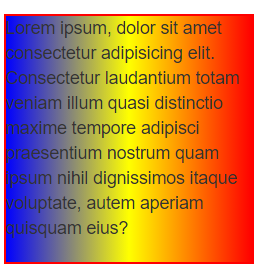 Lorem ipsum, dolor sit amet
consectetur adipisicing elit.
Consectetur laudantium totam
veniam illum quasi distinctio
maxime tempore adipisci
praesentium nostrum quam
ipsum nihil dignissimos itaque
voluptate, autem aperiam
quisquam eius?